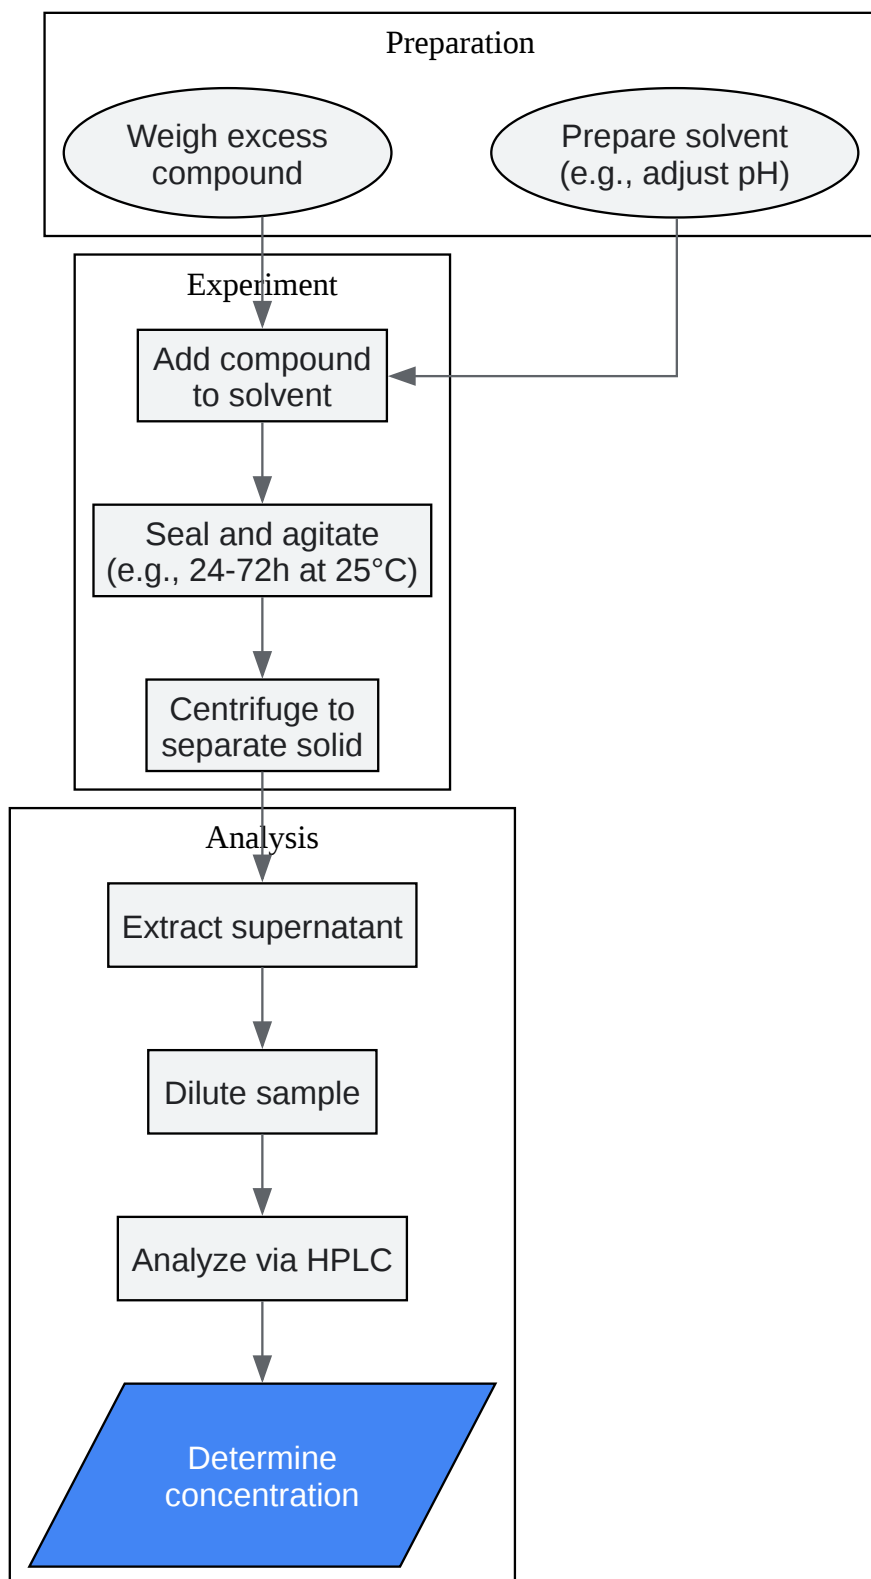 Preparation
Weigh excess
compound
Prepare solvent
(e.g., adjust pH)
Experiment
Add compound
to solvent
Seal and agitate
(e.g., 24-72h at 25°C)
Centrifuge to
separate solid
Analysis
Extract supernatant
Dilute sample
Analyze via HPLC
Determine
concentration